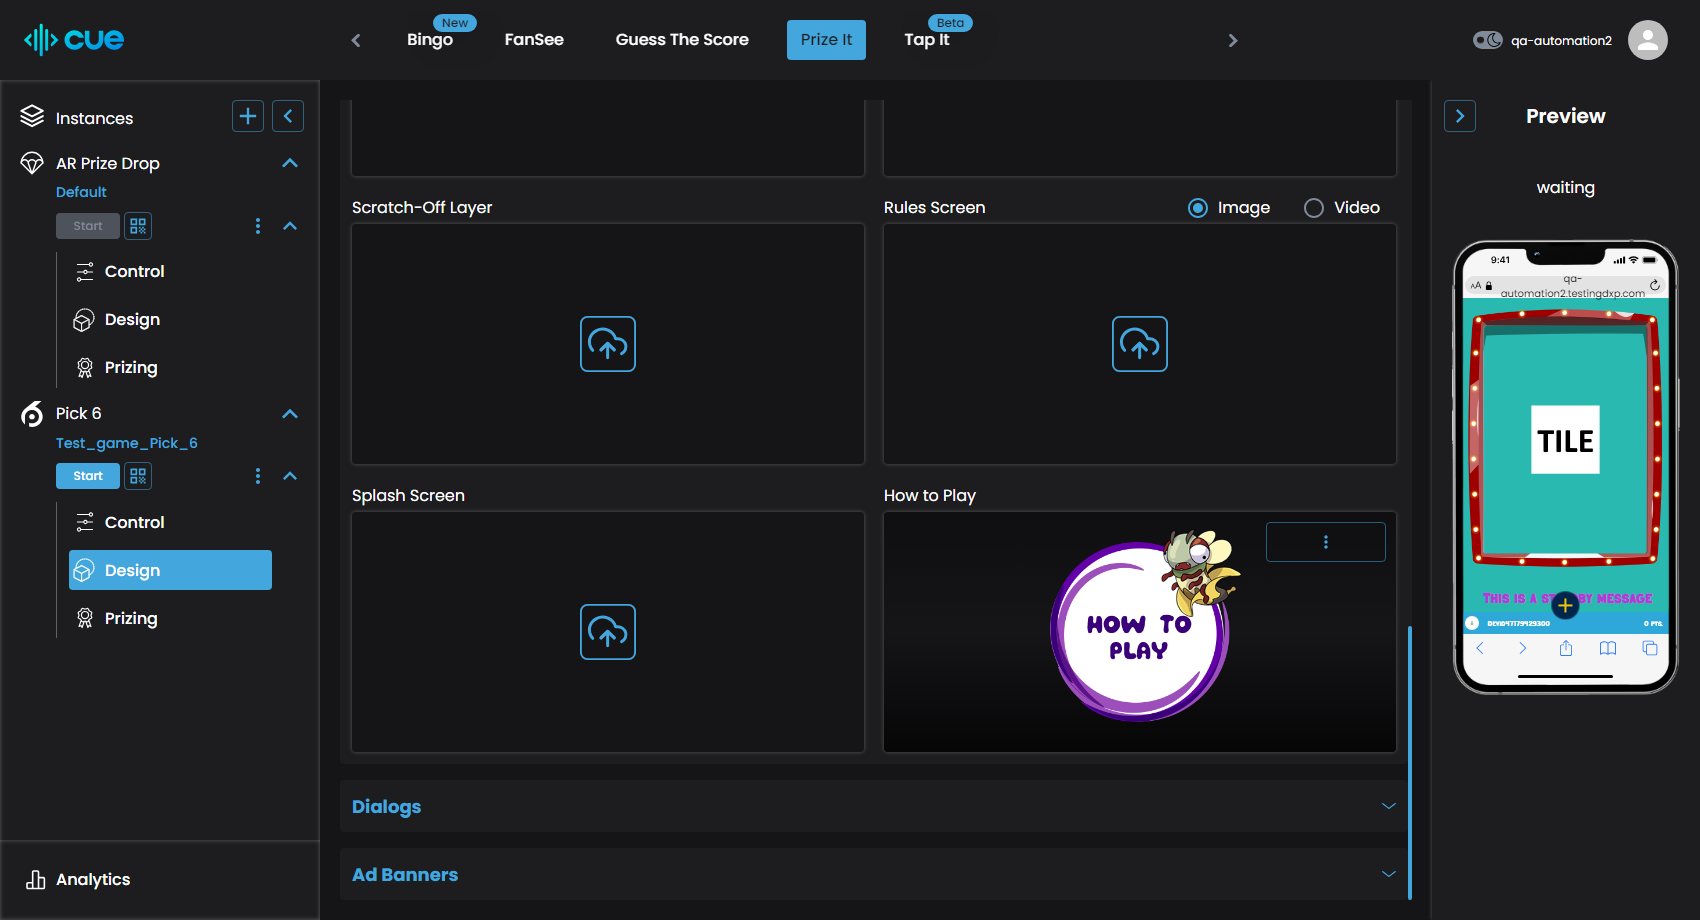 cue
Bingo
New
FanSee
Guess The Score
Prize It
Tap It
Beta
qa-automation2
Instances
AR Prize Drop
Default
Start
Control
Design
Prizing
Pick 6
Test_game_Pick_6
Start
Control
Design
Prizing
Analytics
Scratch-Off Layer
Rules Screen
Image
Video
Splash Screen
How to Play
HOW TO
PLAY
Dialogs
Ad Banners
Preview
waiting
9:41
AA
qa-
automation2.testingdxp.com
TILE
THIS IS A
BY MESSAGE
0 PTS.